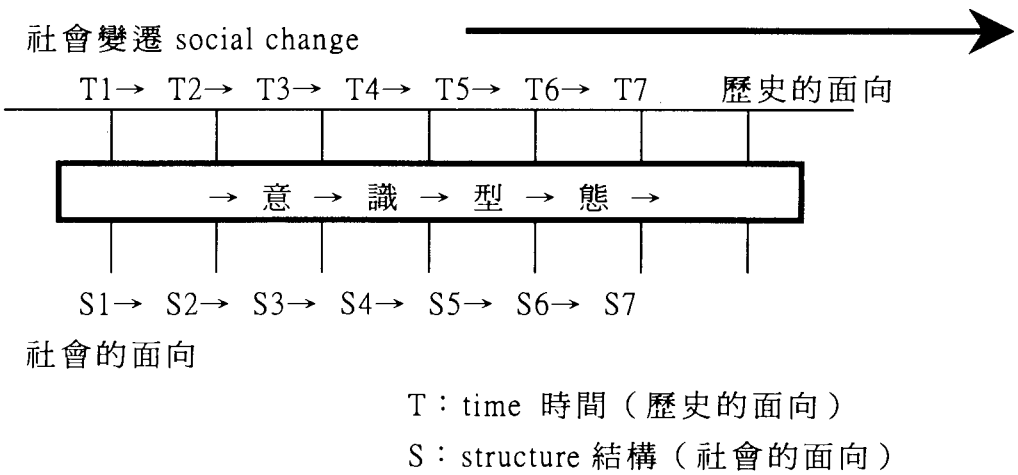 社會變遷 social change
T1→ T2→ T3→ T4→ T5→ T6→ T7 歷史的面向
→ 意 → 識 → 型 → 態 →
S1→ S2→ S3→ S4→ S5→ S6→ S7
社會的面向
T：time 時間（歷史的面向）
S：structure 結構（社會的面向）